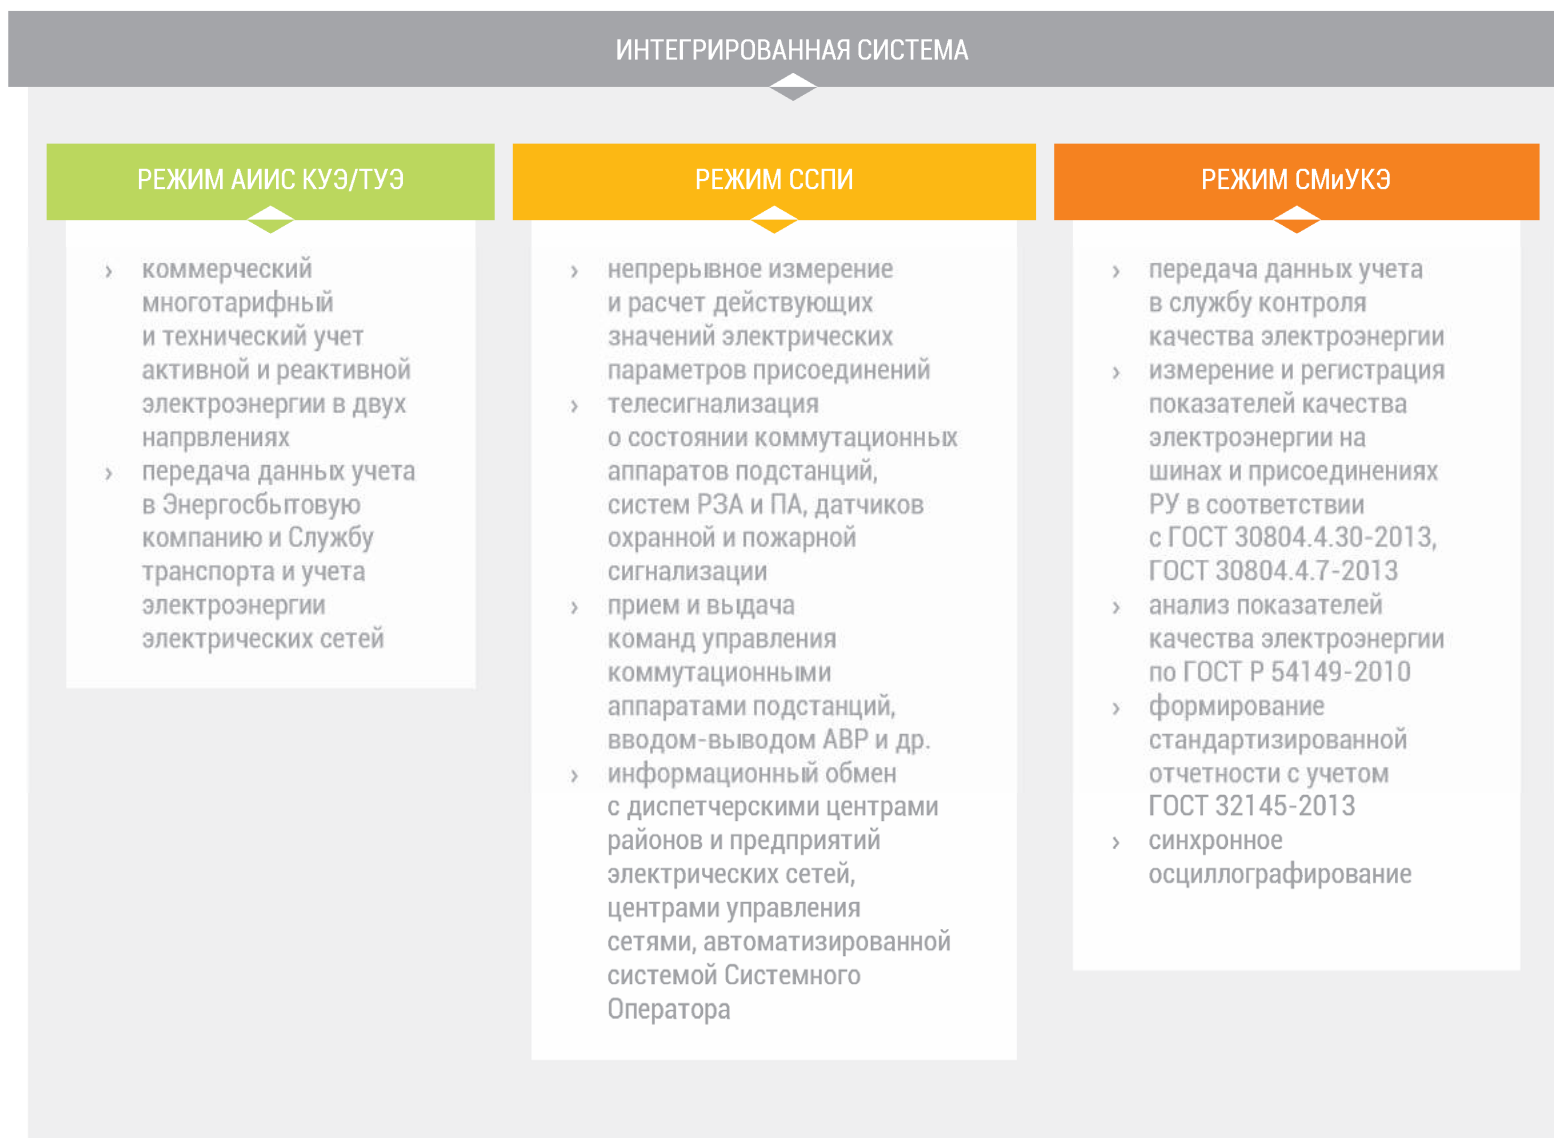 ИНТЕГРИРОВАННАЯ СИСТЕМА
РЕЖИМ АИИС КУЭ/ТУЭ
› коммерческий
многотарифный
и технический учет
активной и реактивной
электроэнергии в двух
напрвлениях
› передача данных учета
в Энергосбытовую
компанию и Службу
транспорта и учета
электроэнергии
электрических сетей
РЕЖИМ ССПИ
› непрерывное измерение
и расчет действующих
значений электрических
параметров присоединений
› телесигнализация
о состоянии коммутационных
аппаратов подстанций,
систем РЗА и ПА, датчиков
охранной и пожарной
сигнализации
› прием и выдача
команд управления
коммутационными
аппаратами подстанций,
вводом-выводом АВР и др.
› информационный обмен
с диспетчерскими центрами
районов и предприятий
электрических сетей,
центрами управления
сетями, автоматизированной
системой Системного
Оператора
РЕЖИМ СМиУКЭ
› передача данных учета
в службу контроля
качества электроэнергии
› измерение и регистрация
показателей качества
электроэнергии на
шинах и присоединениях
РУ в соответствии
с ГОСТ 30804.4.30-2013,
ГОСТ 30804.4.7-2013
› анализ показателей
качества электроэнергии
по ГОСТ Р 54149-2010
› формирование
стандартизированной
отчетности с учетом
ГОСТ 32145-2013
› синхронное
осциллографирование